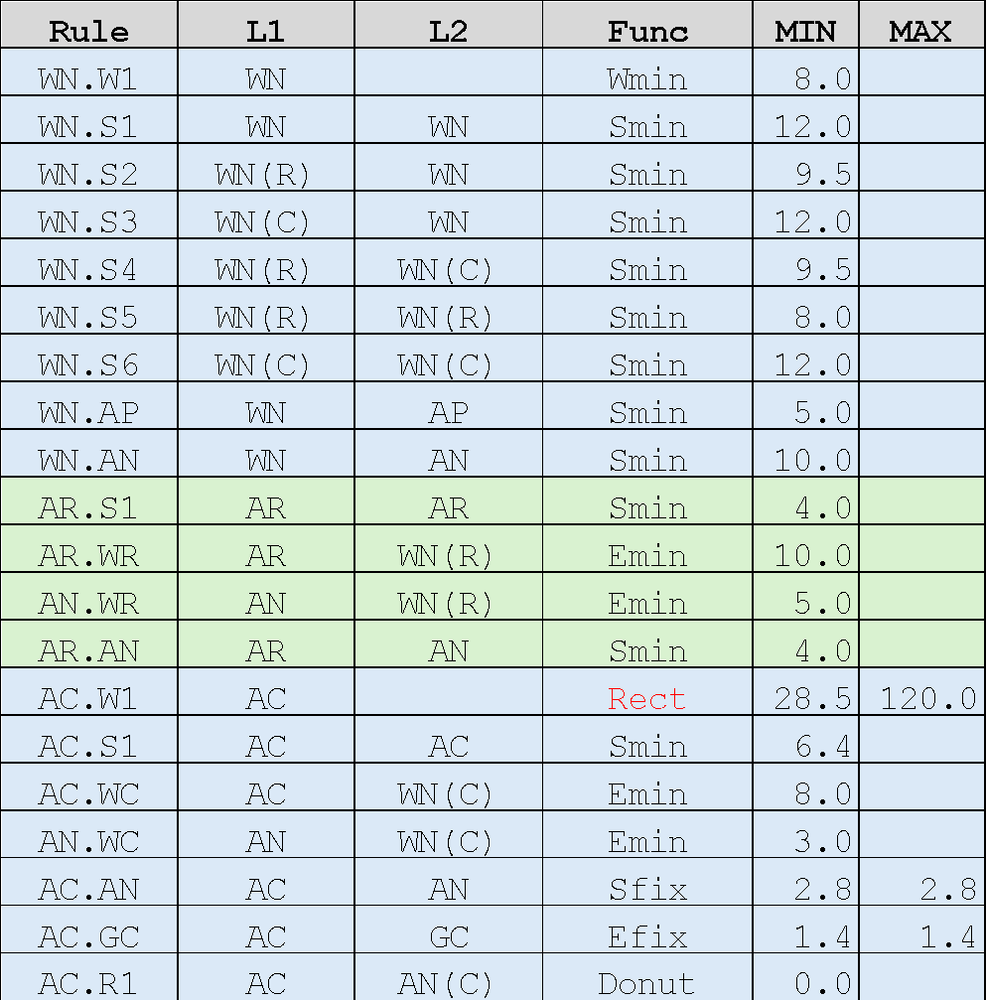 Rule L1 L2 Func MIN MAX
WN.W1 WN Wmin 8.0
WN.S1 WN WN Smin 12.0
WN.S2 WN(R) WN Smin 9.5
WN.S3 WN(C) WN Smin 12.0
WN.S4 WN(R) WN(C) Smin 9.5
WN.S5 WN(R) WN(R) Smin 8.0
WN.S6 WN(C) WN(C) Smin 12.0
WN.AP WN AP Smin 5.0
WN.AN WN AN Smin 10.0
AR.S1 AR AR Smin 4.0
AR.WR AR WN(R) Emin 10.0
AN.WR AN WN(R) Emin 5.0
AR.AN AR AN Smin 4.0
AC.W1 AC Rect 28.5 120.0
AC.S1 AC AC Smin 6.4
AC.WC AC WN(C) Emin 8.0
AN.WC AN WN(C) Emin 3.0
AC.AN AC AN Sfix 2.8 2.8
AC.GC AC GC Efix 1.4 1.4
AC.R1 AC AN(C) Donut 0.0